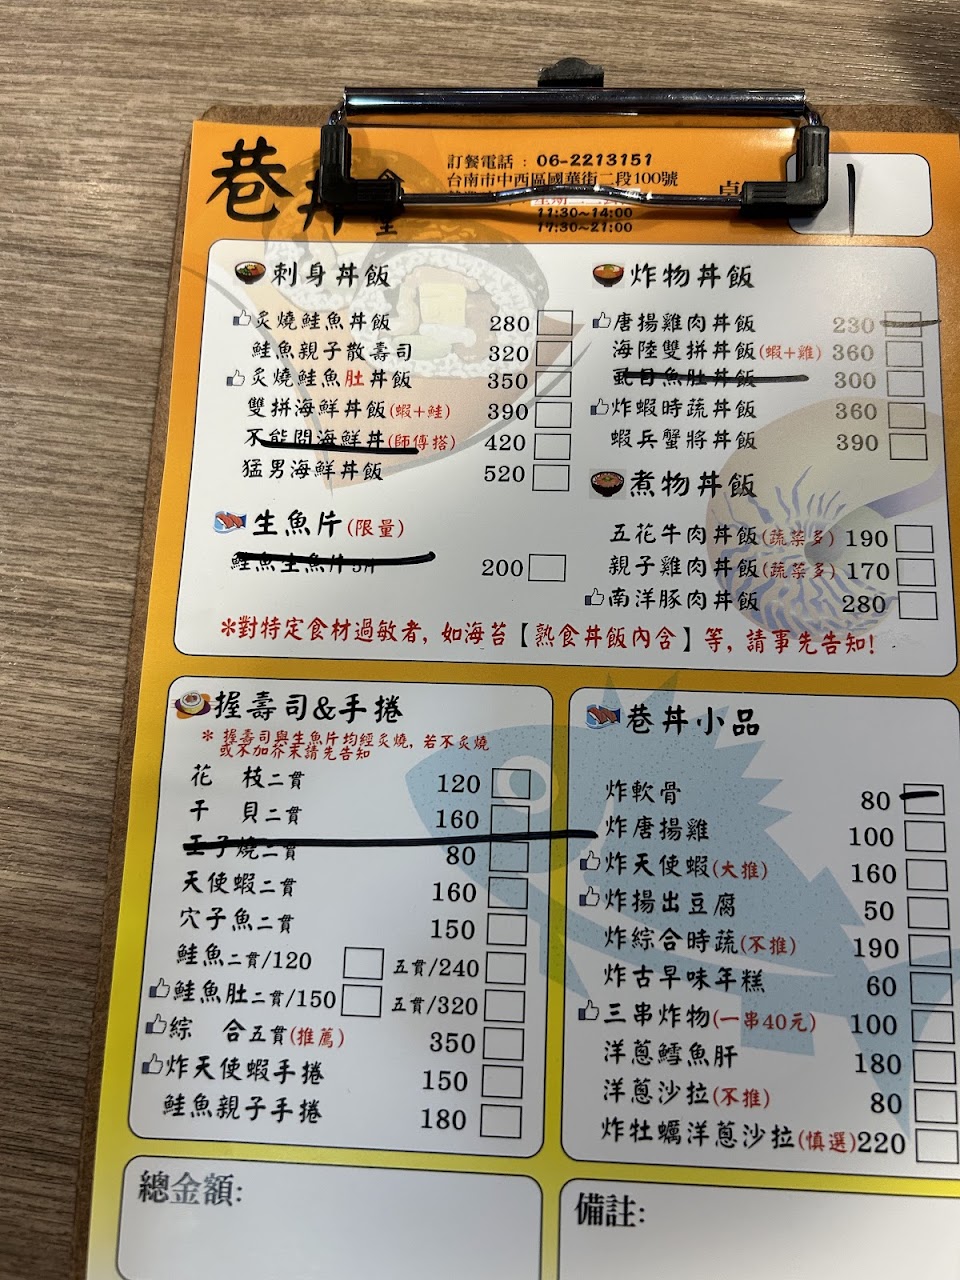 巷丼食堂
訂餐電話：06-2213151
台南市中西區國華街二段100號
11:30~14:00
17:30~21:00
1
刺身丼飯
炙燒鮭魚丼飯 280
鮭魚親子散壽司 320
炙燒鮭魚肚丼飯 350
雙拼海鮮丼飯(蝦+鮭) 390
不能問海鮮丼(師傅搭) 420
猛男海鮮丼飯 520
生魚片(限量)
鮭魚生魚片5片 200
炸物丼飯
唐揚雞肉丼飯 230
海陸雙拼丼飯(蝦+雞) 360
虱目魚肚丼飯 300
炸蝦時蔬丼飯 360
蝦兵蟹將丼飯 390
煮物丼飯
五花牛肉丼飯(蔬菜多) 190
親子雞肉丼飯(蔬菜多) 170
南洋豚肉丼飯 280
*對特定食材過敏者，如海苔【熟食丼飯內含】等，請事先告知!
握壽司&手捲
* 握壽司與生魚片均經炙燒，若不炙燒
或不加芥末請先告知
花 枝二貫 120
干 貝二貫 160
玉子燒二貫 80
天使蝦二貫 160
穴子魚二貫 150
鮭魚二貫/120 五貫/240
鮭魚肚二貫/150 五貫/320
綜 合五貫(推薦) 350
炸天使蝦手捲 150
鮭魚親子手捲 180
巷丼小品
炸軟骨 80
炸唐揚雞 100
炸天使蝦(大推) 160
炸揚出豆腐 50
炸綜合時蔬(不推) 190
炸古早味年糕 60
三串炸物(一串40元) 100
洋蔥鱈魚肝 180
洋蔥沙拉(不推) 80
炸牡蠣洋蔥沙拉(慎選) 220
總金額:
備註: